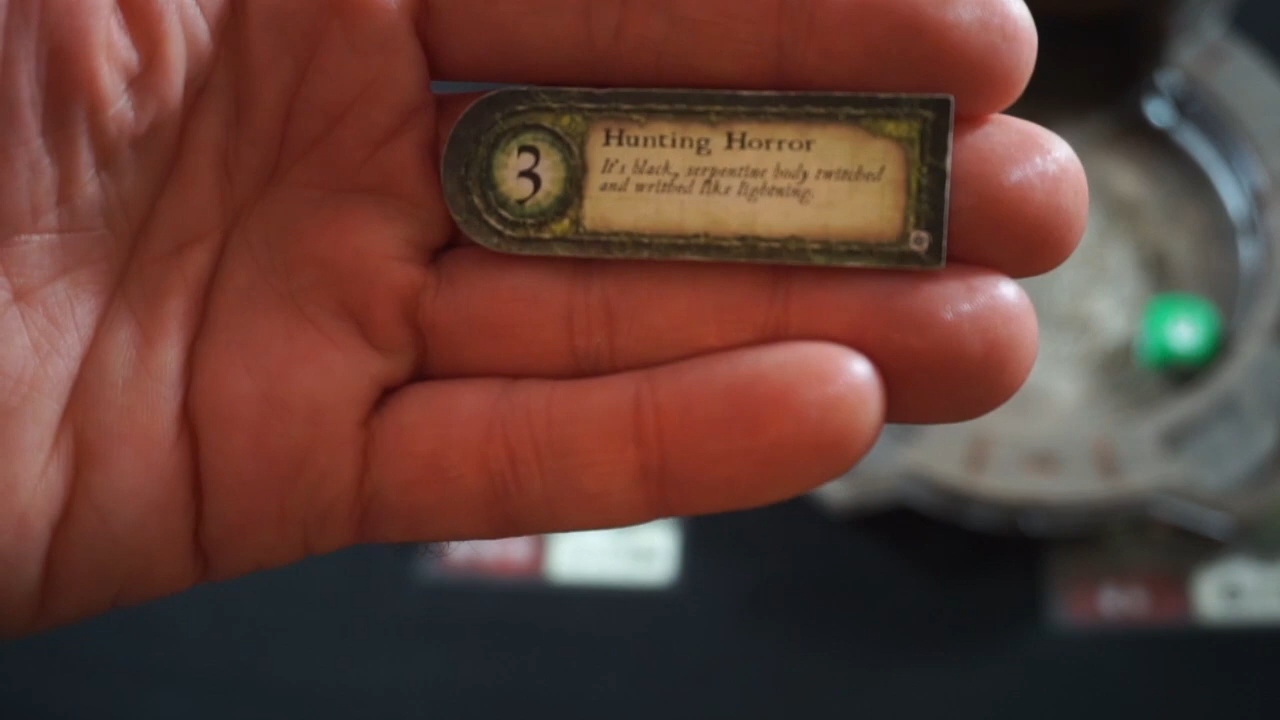 3
Hunting Horror
It's black, serpentine body twitched
and writhed like lightning.